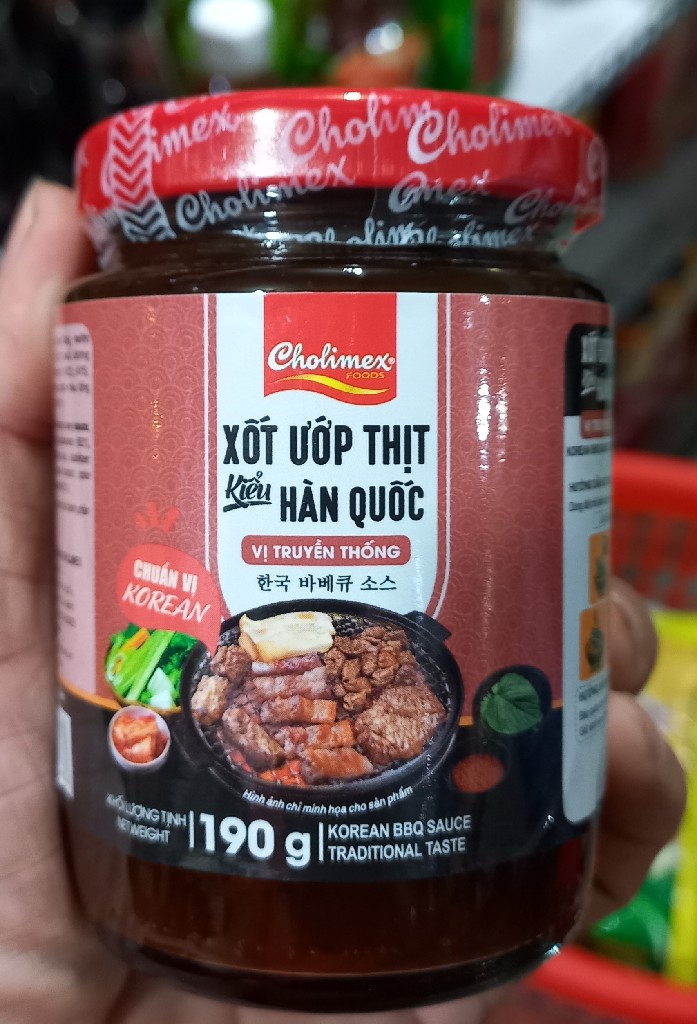 Cholimex
Cholimex
Cholimex
Cholimex
FOODS
XỐT ƯỚP THỊT
Kiểu HÀN QUỐC
VỊ TRUYỀN THỐNG
한국 바베큐 소스
CHUẨN VỊ
KOREAN
Hình ảnh chỉ minh họa cho sản phẩm
KHỐI LƯỢNG TỊNH
NET WEIGHT
190 g
KOREAN BBQ SAUCE
TRADITIONAL TASTE